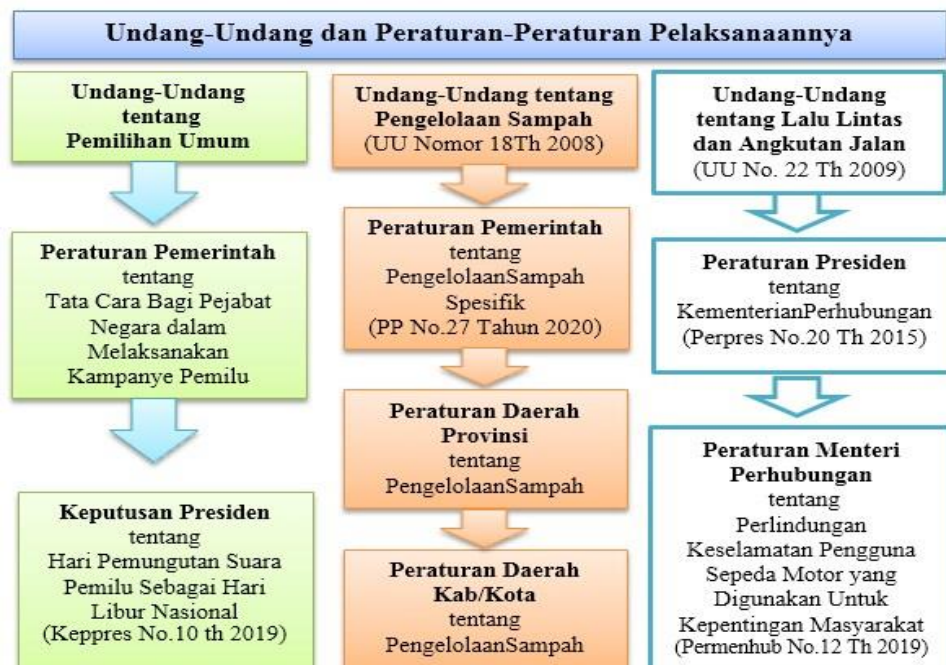 Undang-Undang dan Peraturan-Peraturan Pelaksanaannya
Undang-Undang
tentang
Pemilihan Umum
Peraturan Pemerintah
tentang
Tata Cara Bagi Pejabat
Negara dalam
Melaksanakan
Kampanye Pemilu
Keputusan Presiden
tentang
Hari Pemungutan Suara
Pemilu Sebagai Hari
Libur Nasional
(Keppres No.10 th 2019)
Undang-Undang tentang
Pengelolaan Sampah
(UU Nomor 18Th 2008)
Peraturan Pemerintah
tentang
PengelolaanSampah
Spesifik
(PP No.27 Tahun 2020)
Peraturan Daerah
Provinsi
tentang
PengelolaanSampah
Peraturan Daerah
Kab/Kota
tentang
PengelolaanSampah
Undang-Undang
tentang Lalu Lintas
dan Angkutan Jalan
(UU No. 22 Th 2009)
Peraturan Presiden
tentang
KementerianPerhubungan
(Perpres No.20 Th 2015)
Peraturan Menteri
Perhubungan
tentang
Perlindungan
Keselamatan Pengguna
Sepeda Motor yang
Digunakan Untuk
Kepentingan Masyarakat
(Permenhub No.12 Th 2019)